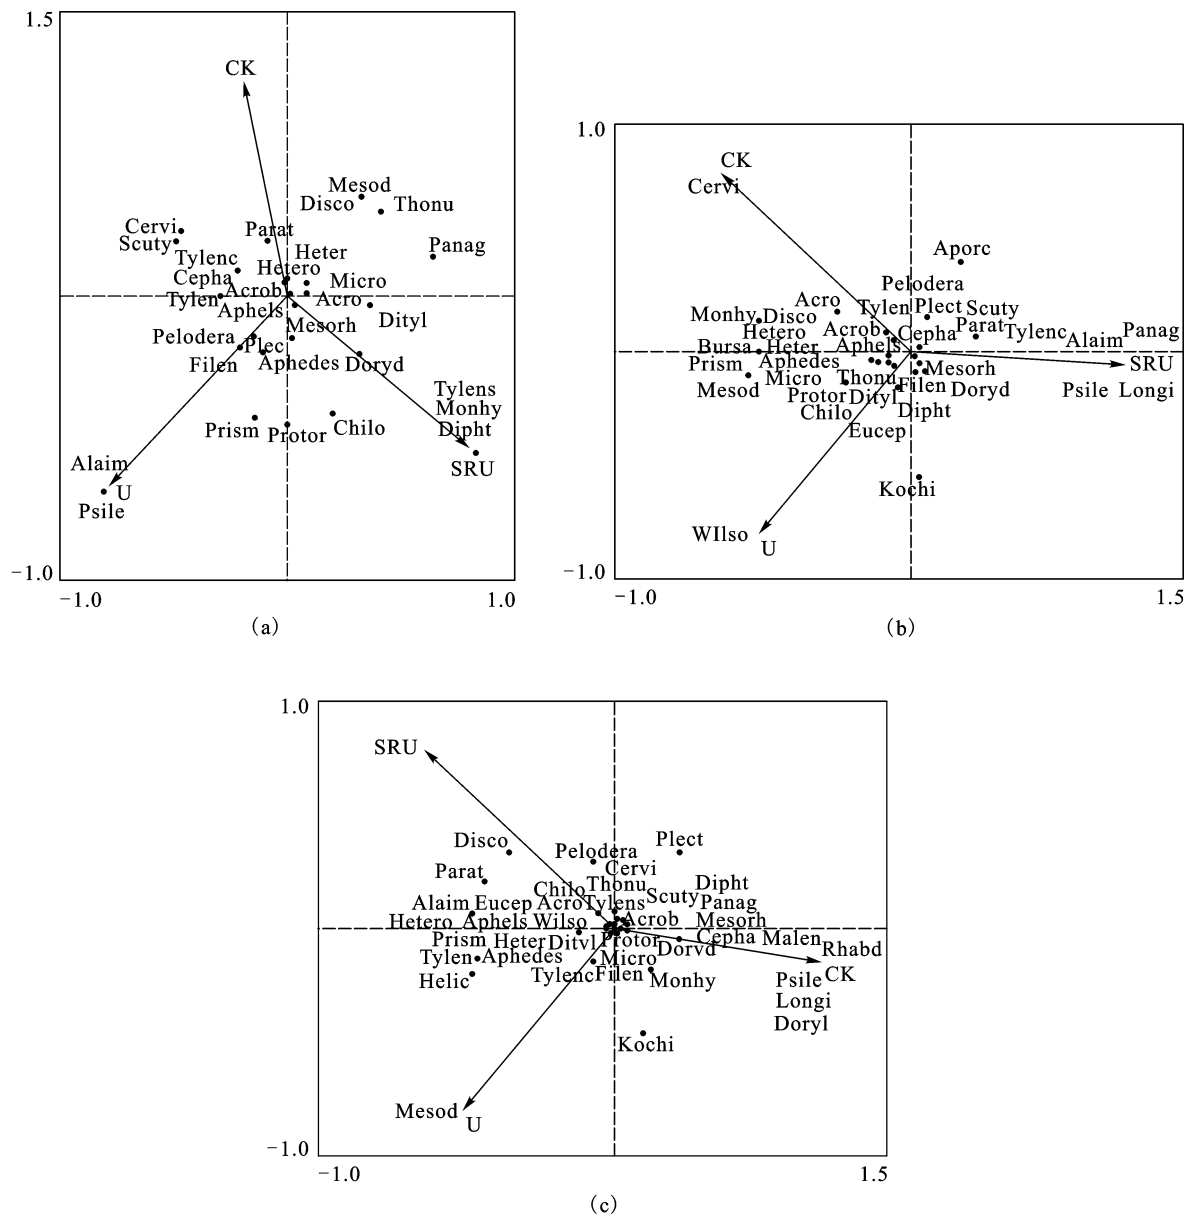 1.5
CK
Mesod
Disco
Thonu
Cervi
Parat
Scuty
Panag
Tylenc
Heter
Cepha
Hetero
Micro
Tylen
Acrob
Acro
Aphels
Dityl
Mesorh
Pelodera
Plec
Filen
Aphedes
Doryd
Tylens
Monhy
Dipht
Prism
Protor
Chilo
SRU
Alaim
U
Psile
-1.0
-1.0
1.0
(a)
1.0
CK
Cervi
Aporc
Pelodera
Acro
Tylen
Plect
Scuty
Monhy
Disco
Hetero
Acrob
Cepha
Parat
Tylenc
Alaim
Panag
Bursa
Heter
Aphels
Prism
Aphedes
Mesorh
SRU
Mesod
Micro
Thonu
Filen
Doryd
Psile
Longi
Protor
Dityl
Chilo
Dipht
Eucep
Kochi
WIlso
U
-1.0
-1.0
1.5
(b)
1.0
SRU
Disco
Pelodera
Plect
Cervi
Parat
Chilo
Thonu
Scuty
Dipht
Alaim
Eucep
Acro
Tylens
Panag
Hetero
Aphels
Wilso
Acrob
Mesorh
Prism
Heter
Ditvl
Protor
Dorvd
Cepha
Malen
Rhabd
Tylen
Aphedes
Micro
CK
Helic
Tylenc
Filen
Monhy
Psile
Longi
Doryl
Kochi
Mesod
U
-1.0
-1.0
1.5
(c)